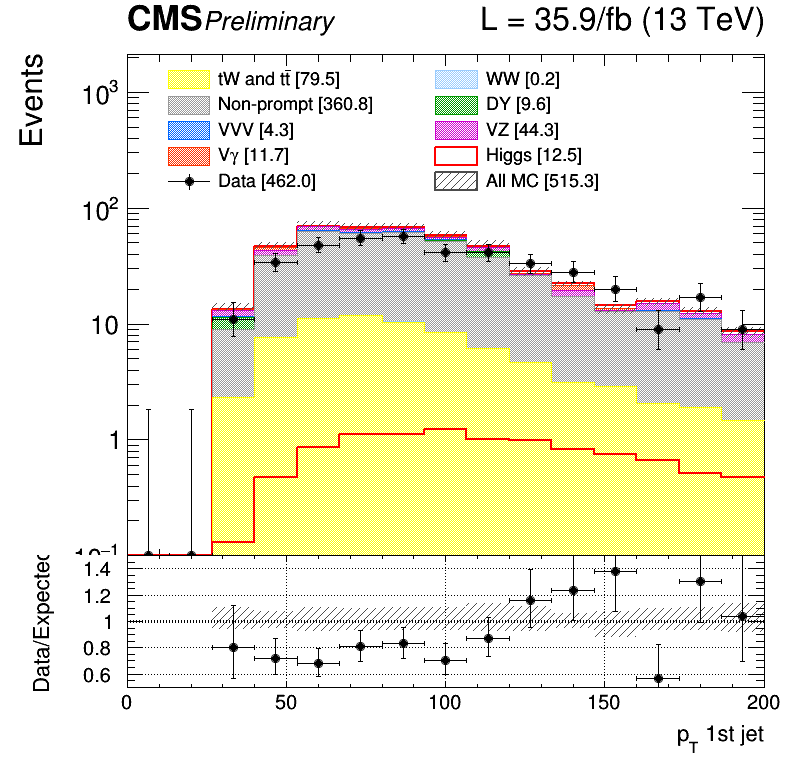 CMS Preliminary L = 35.9/fb (13 TeV)
Events
tW and tt̄ [79.5] WW [0.2]
Non-prompt [360.8] DY [9.6]
VVV [4.3] VZ [44.3]
Vγ [11.7] Higgs [12.5]
Data [462.0] All MC [515.3]
10³
10²
10
1
10⁻¹
Data/Expected
1.4
1.2
1
0.8
0.6
0 50 100 150 200
p_T 1st jet